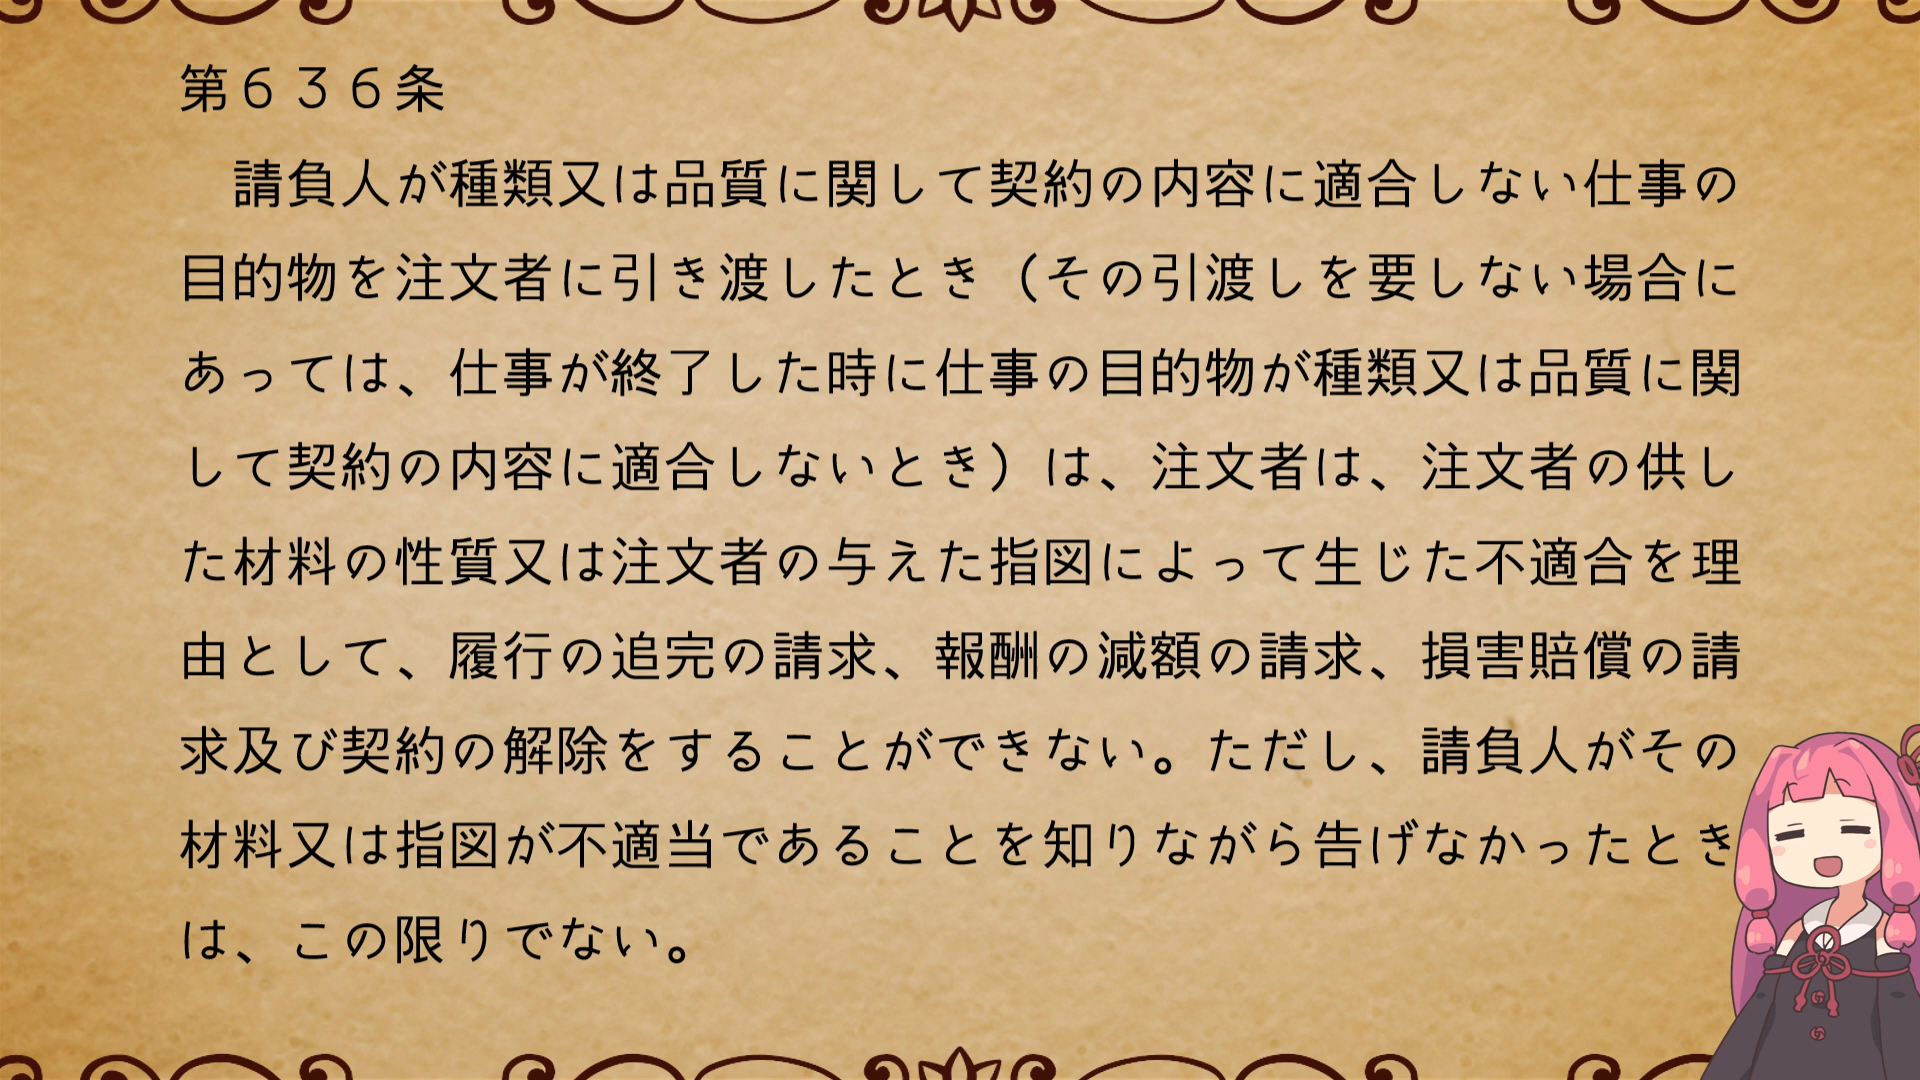 第６３６条
　請負人が種類又は品質に関して契約の内容に適合しない仕事の
目的物を注文者に引き渡したとき（その引渡しを要しない場合に
あっては、仕事が終了した時に仕事の目的物が種類又は品質に関
して契約の内容に適合しないとき）は、注文者は、注文者の供し
た材料の性質又は注文者の与えた指図によって生じた不適合を理
由として、履行の追完の請求、報酬の減額の請求、損害賠償の請
求及び契約の解除をすることができない。ただし、請負人がその
材料又は指図が不適当であることを知りながら告げなかったとき
は、この限りでない。